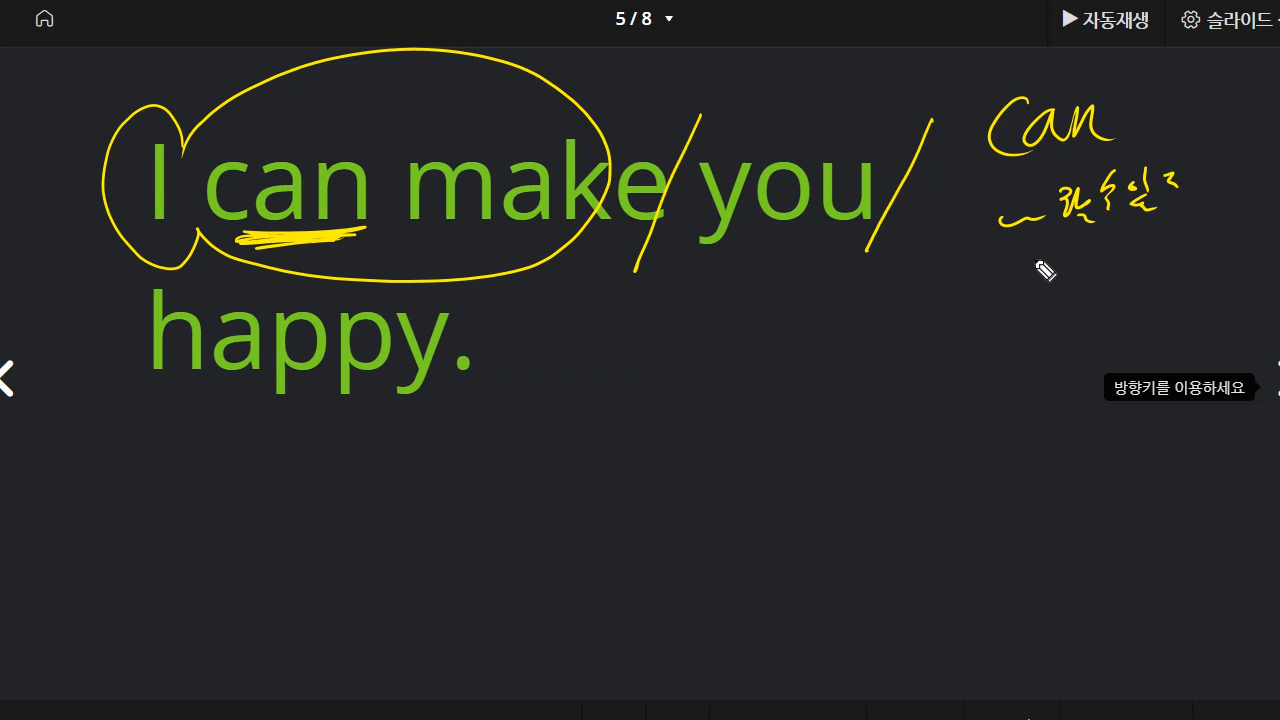 5 / 8
자동재생
슬라이드
I can make you
happy.
can
~ 할 수 있
방향키를 이용하세요